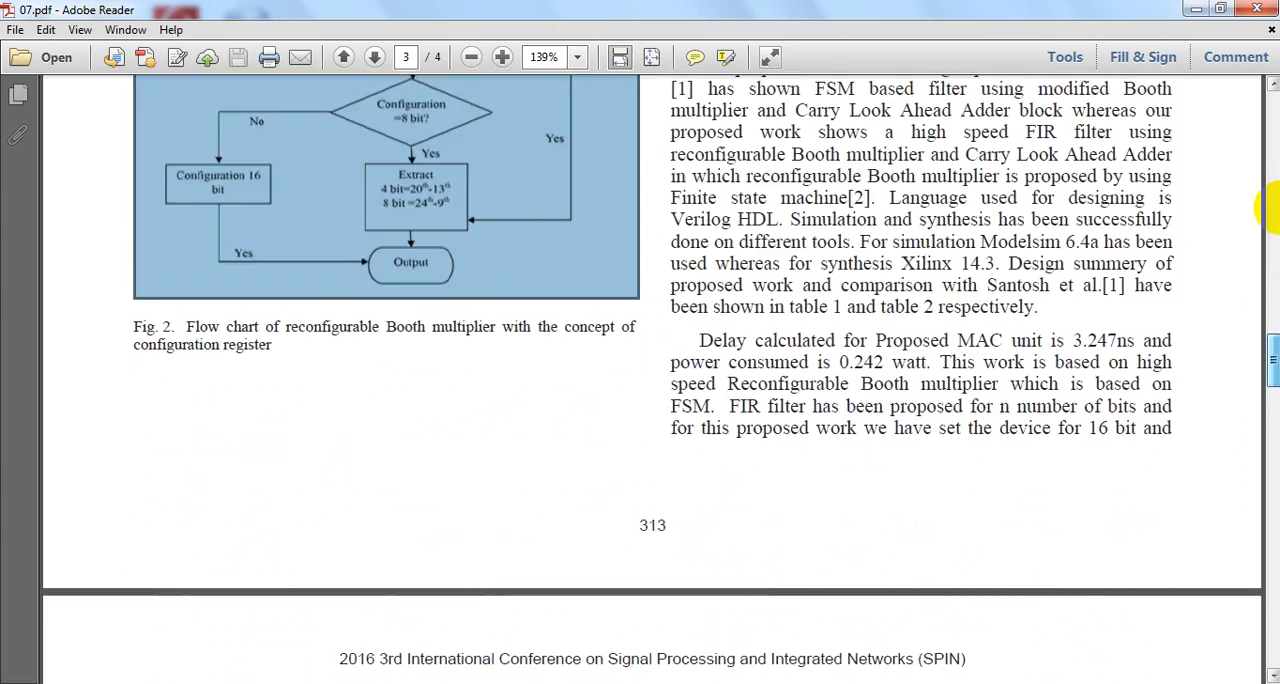 07.pdf - Adobe Reader
File Edit View Window Help
Open 3 / 4 139% Tools Fill & Sign Comment
Configuration
=8 bit?
No
Yes
Yes
Configuration 16
bit
Extract
4 bit=20th-13th
8 bit =24th-9th
Yes
Output
Fig. 2. Flow chart of reconfigurable Booth multiplier with the concept of
configuration register
[1] has shown FSM based filter using modified Booth
multiplier and Carry Look Ahead Adder block whereas our
proposed work shows a high speed FIR filter using
reconfigurable Booth multiplier and Carry Look Ahead Adder
in which reconfigurable Booth multiplier is proposed by using
Finite state machine[2]. Language used for designing is
Verilog HDL. Simulation and synthesis has been successfully
done on different tools. For simulation Modelsim 6.4a has been
used whereas for synthesis Xilinx 14.3. Design summery of
proposed work and comparison with Santosh et al.[1] have
been shown in table 1 and table 2 respectively.
Delay calculated for Proposed MAC unit is 3.247ns and
power consumed is 0.242 watt. This work is based on high
speed Reconfigurable Booth multiplier which is based on
FSM. FIR filter has been proposed for n number of bits and
for this proposed work we have set the device for 16 bit and
313
2016 3rd International Conference on Signal Processing and Integrated Networks (SPIN)